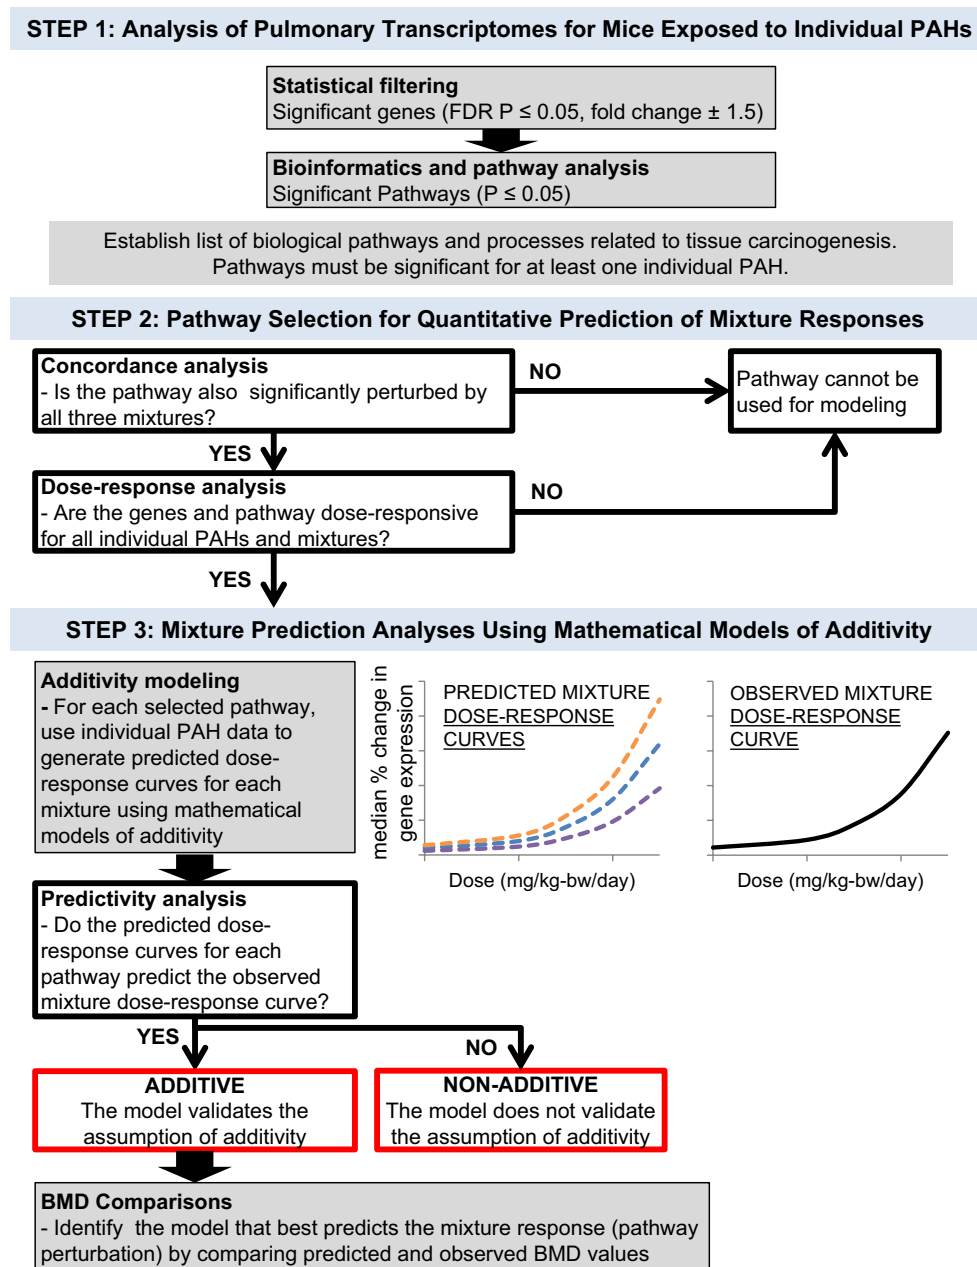 STEP 1: Analysis of Pulmonary Transcriptomes for Mice Exposed to Individual PAHs
Statistical filtering
Significant genes (FDR P ≤ 0.05, fold change ± 1.5)
Bioinformatics and pathway analysis
Significant Pathways (P ≤ 0.05)
Establish list of biological pathways and processes related to tissue carcinogenesis.
Pathways must be significant for at least one individual PAH.
STEP 2: Pathway Selection for Quantitative Prediction of Mixture Responses
Concordance analysis
- Is the pathway also significantly perturbed by
all three mixtures?
NO
Pathway cannot be
used for modeling
YES
Dose-response analysis
- Are the genes and pathway dose-responsive
for all individual PAHs and mixtures?
NO
YES
STEP 3: Mixture Prediction Analyses Using Mathematical Models of Additivity
Additivity modeling
- For each selected pathway,
use individual PAH data to
generate predicted dose-
response curves for each
mixture using mathematical
models of additivity
median % change in
gene expression
PREDICTED MIXTURE
DOSE-RESPONSE
CURVES
Dose (mg/kg-bw/day)
OBSERVED MIXTURE
DOSE-RESPONSE
CURVE
Dose (mg/kg-bw/day)
Predictivity analysis
- Do the predicted dose-
response curves for each
pathway predict the observed
mixture dose-response curve?
YES
NO
ADDITIVE
The model validates the
assumption of additivity
NON-ADDITIVE
The model does not validate
the assumption of additivity
BMD Comparisons
- Identify the model that best predicts the mixture response (pathway
perturbation) by comparing predicted and observed BMD values